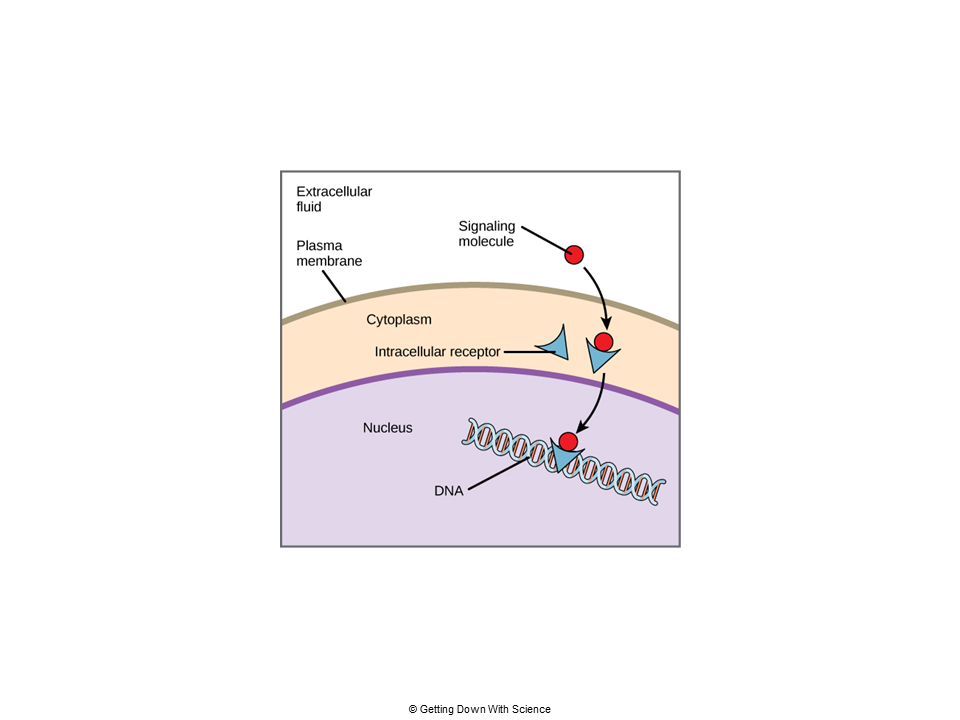 Extracellular
fluid
Signaling
molecule
Plasma
membrane
Cytoplasm
Intracellular receptor
Nucleus
DNA
© Getting Down With Science